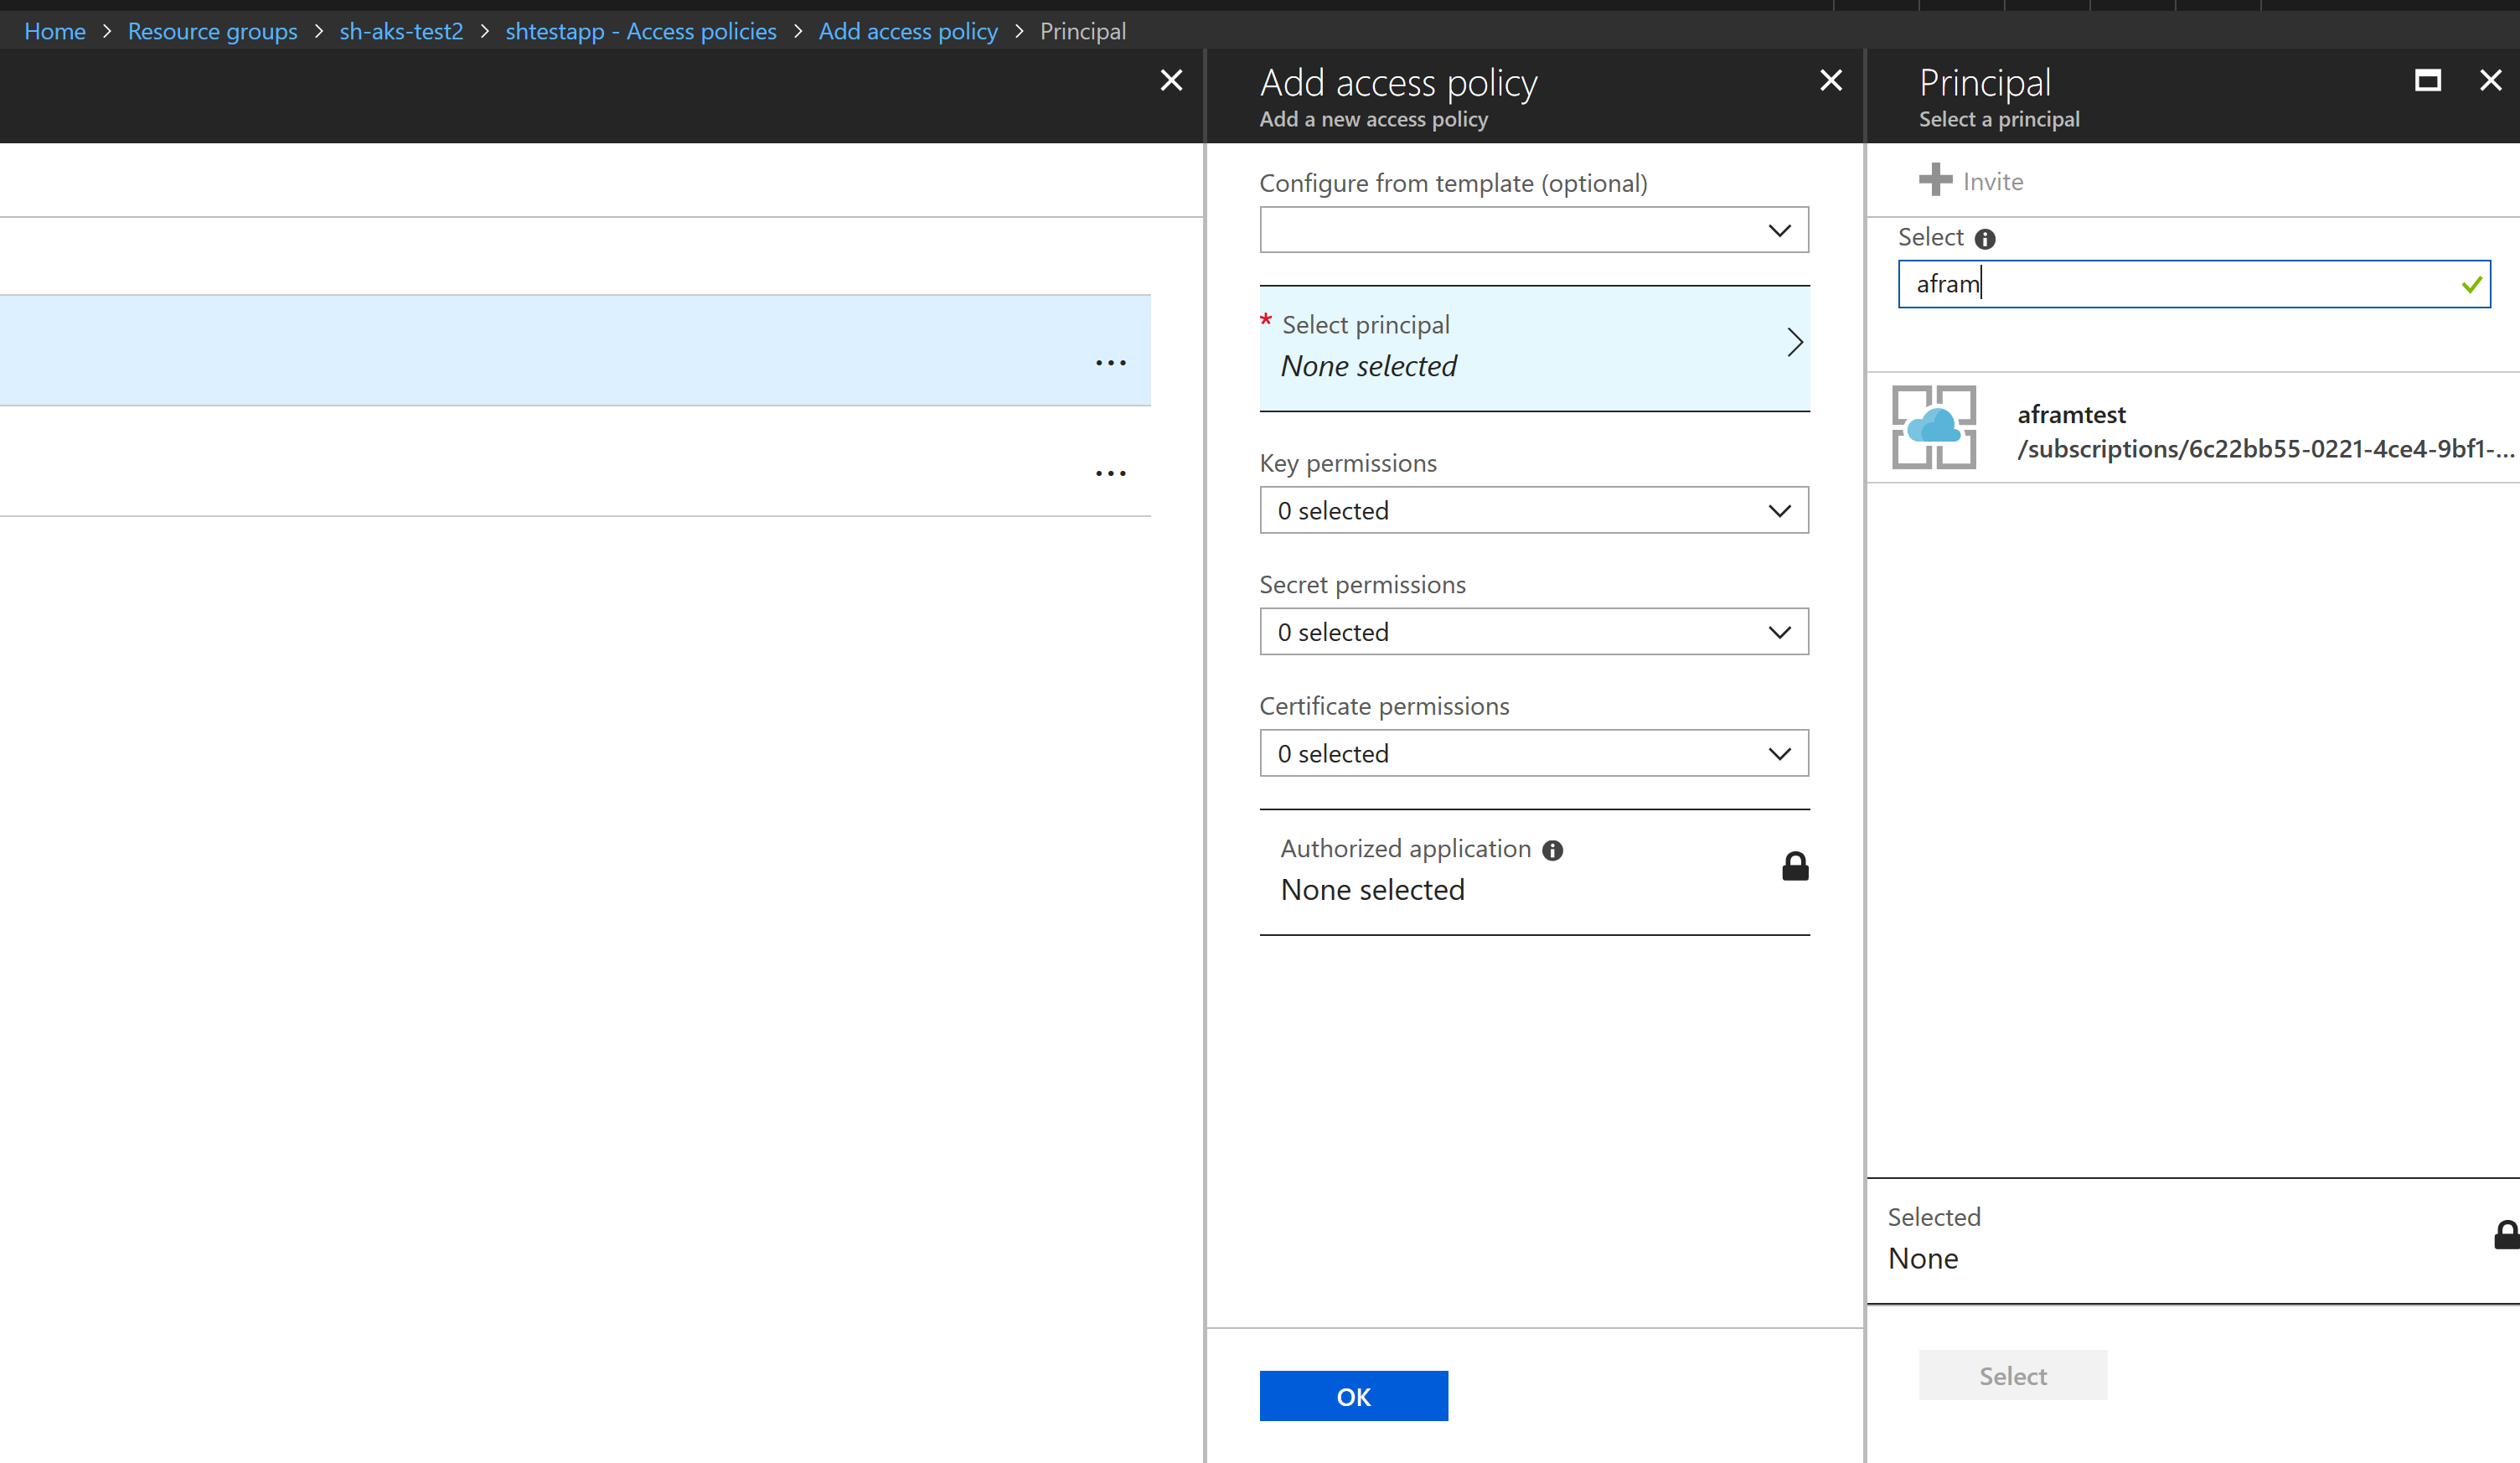 Home > Resource groups > sh-aks-test2 > shtestapp - Access policies > Add access policy > Principal
Add access policy
Add a new access policy
Configure from template (optional)
* Select principal
None selected
Key permissions
0 selected
Secret permissions
0 selected
Certificate permissions
0 selected
Authorized application
None selected
OK
Principal
Select a principal
Invite
Select
afram
aframtest
/subscriptions/6c22bb55-0221-4ce4-9bf1-...
Selected
None
Select